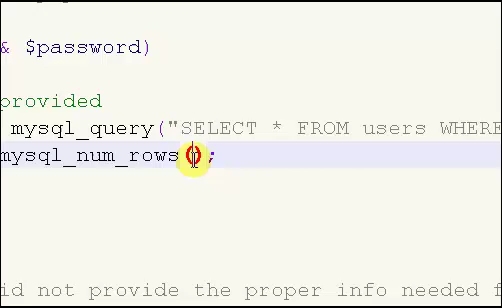 & $password)
provided
mysql_query("SELECT * FROM users WHERE
mysql_num_rows();
id not provide the proper info needed f